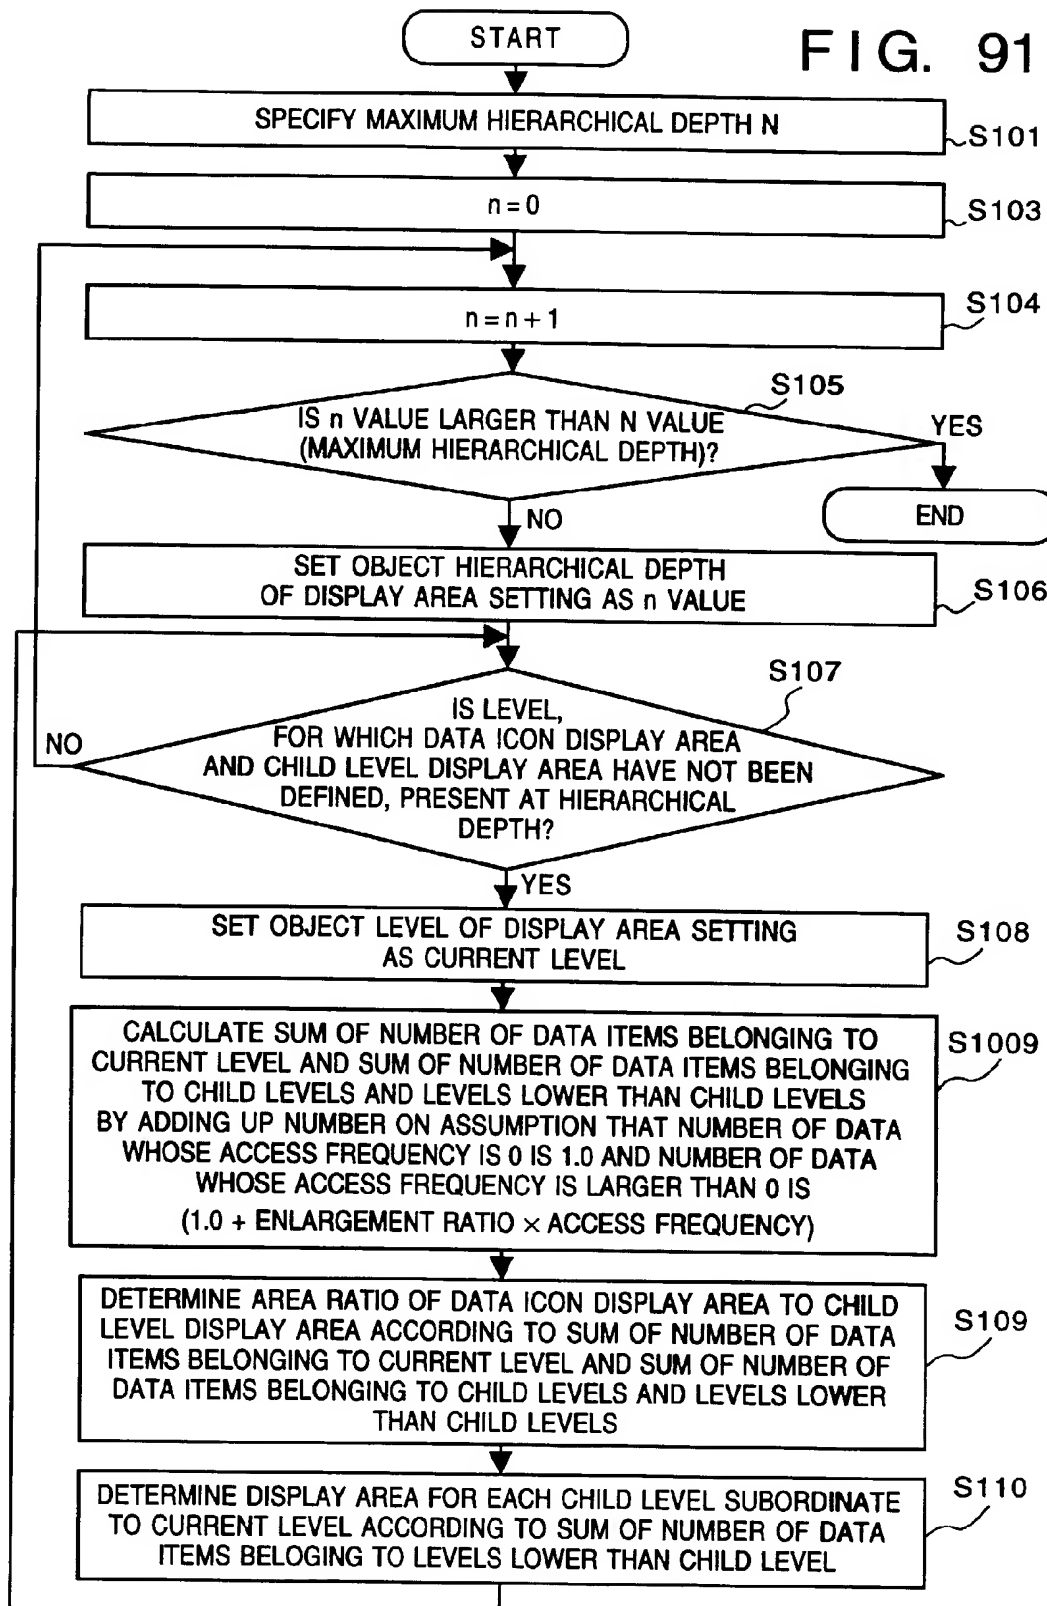 START
FIG. 91
SPECIFY MAXIMUM HIERARCHICAL DEPTH N
S101
n=0
S103
n=n+1
S104
S105
IS n VALUE LARGER THAN N VALUE
(MAXIMUM HIERARCHICAL DEPTH)?
YES
END
NO
SET OBJECT HIERARCHICAL DEPTH
OF DISPLAY AREA SETTING AS n VALUE
S106
S107
IS LEVEL,
FOR WHICH DATA ICON DISPLAY AREA
AND CHILD LEVEL DISPLAY AREA HAVE NOT BEEN
DEFINED, PRESENT AT HIERARCHICAL
DEPTH?
NO
YES
SET OBJECT LEVEL OF DISPLAY AREA SETTING
AS CURRENT LEVEL
S108
CALCULATE SUM OF NUMBER OF DATA ITEMS BELONGING TO
CURRENT LEVEL AND SUM OF NUMBER OF DATA ITEMS BELONGING
TO CHILD LEVELS AND LEVELS LOWER THAN CHILD LEVELS
BY ADDING UP NUMBER ON ASSUMPTION THAT NUMBER OF DATA
WHOSE ACCESS FREQUENCY IS 0 IS 1.0 AND NUMBER OF DATA
WHOSE ACCESS FREQUENCY IS LARGER THAN 0 IS
(1.0 + ENLARGEMENT RATIO × ACCESS FREQUENCY)
S1009
DETERMINE AREA RATIO OF DATA ICON DISPLAY AREA TO CHILD
LEVEL DISPLAY AREA ACCORDING TO SUM OF NUMBER OF DATA
ITEMS BELONGING TO CURRENT LEVEL AND SUM OF NUMBER OF
DATA ITEMS BELONGING TO CHILD LEVELS AND LEVELS LOWER
THAN CHILD LEVELS
S109
DETERMINE DISPLAY AREA FOR EACH CHILD LEVEL SUBORDINATE
TO CURRENT LEVEL ACCORDING TO SUM OF NUMBER OF DATA
ITEMS BELOGING TO LEVELS LOWER THAN CHILD LEVEL
S110